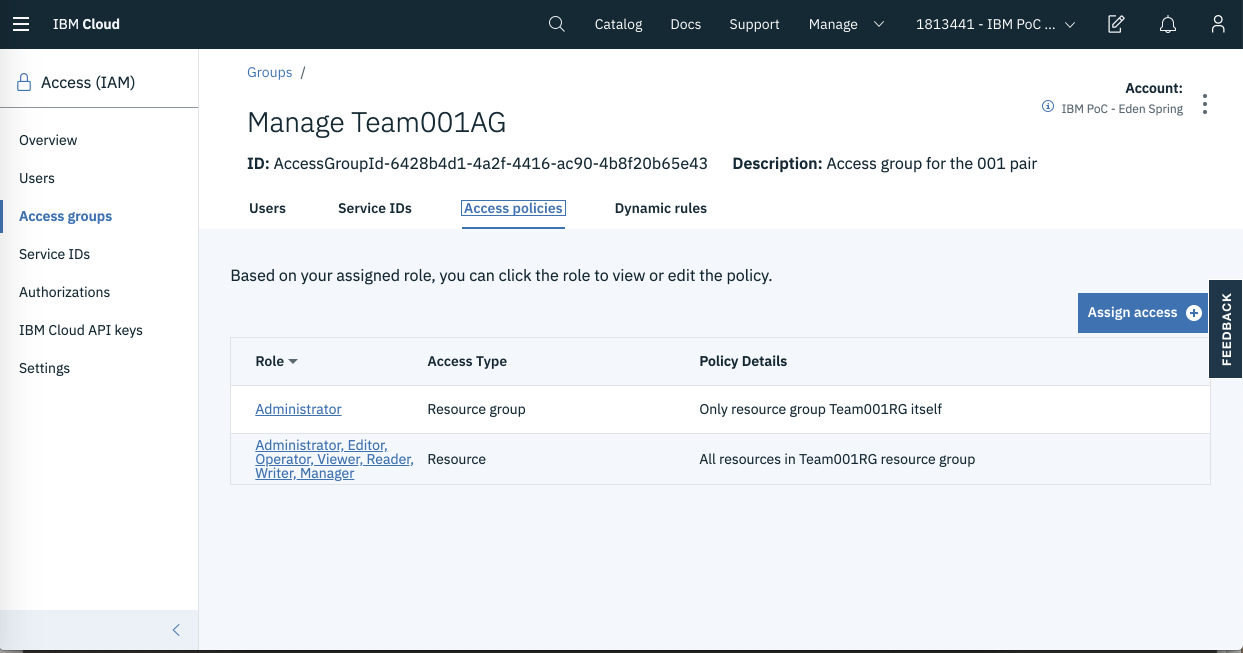 IBM Cloud
Catalog
Docs
Support
Manage
1813441 - IBM PoC ...
Access (IAM)
Overview
Users
Access groups
Service IDs
Authorizations
IBM Cloud API keys
Settings
Groups /
Manage Team001AG
Account:
IBM PoC - Eden Spring
ID: AccessGroupId-6428b4d1-4a2f-4416-ac90-4b8f20b65e43 Description: Access group for the 001 pair
Users
Service IDs
Access policies
Dynamic rules
Based on your assigned role, you can click the role to view or edit the policy.
Assign access
FEEDBACK
Role
Access Type
Policy Details
Administrator
Resource group
Only resource group Team001RG itself
Administrator, Editor,
Operator, Viewer, Reader,
Writer, Manager
Resource
All resources in Team001RG resource group